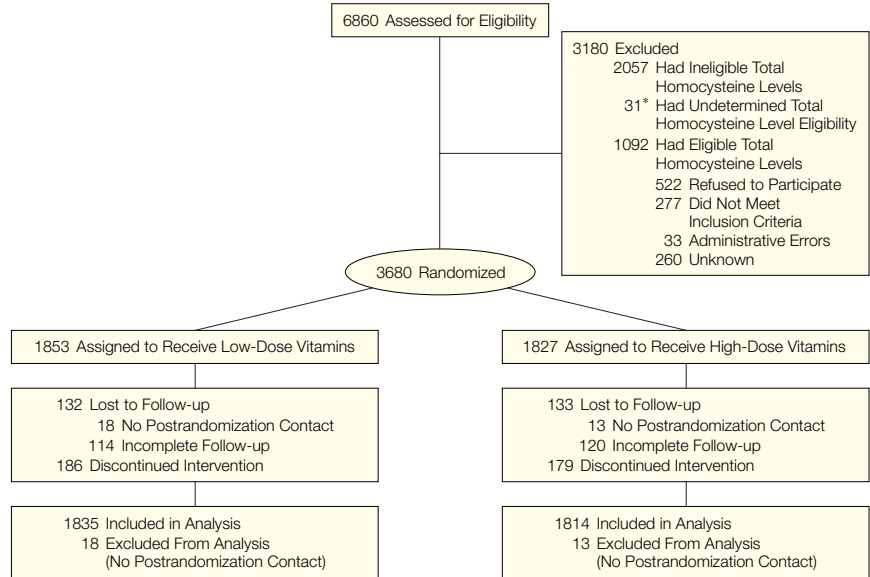 6860 Assessed for Eligibility
3180 Excluded
2057 Had Ineligible Total
Homocysteine Levels
31* Had Undetermined Total
Homocysteine Level Eligibility
1092 Had Eligible Total
Homocysteine Levels
522 Refused to Participate
277 Did Not Meet
Inclusion Criteria
33 Administrative Errors
260 Unknown
3680 Randomized
1853 Assigned to Receive Low-Dose Vitamins
1827 Assigned to Receive High-Dose Vitamins
132 Lost to Follow-up
18 No Postrandomization Contact
114 Incomplete Follow-up
186 Discontinued Intervention
133 Lost to Follow-up
13 No Postrandomization Contact
120 Incomplete Follow-up
179 Discontinued Intervention
1835 Included in Analysis
18 Excluded From Analysis
(No Postrandomization Contact)
1814 Included in Analysis
13 Excluded From Analysis
(No Postrandomization Contact)